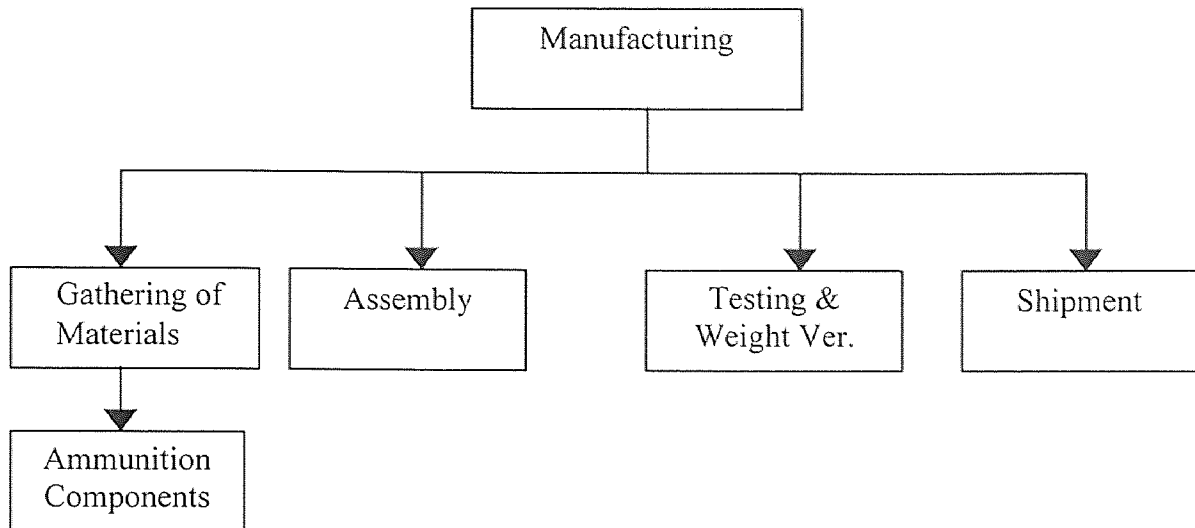 Manufacturing
Gathering of
Materials
Assembly
Testing &
Weight Ver.
Shipment
Ammunition
Components